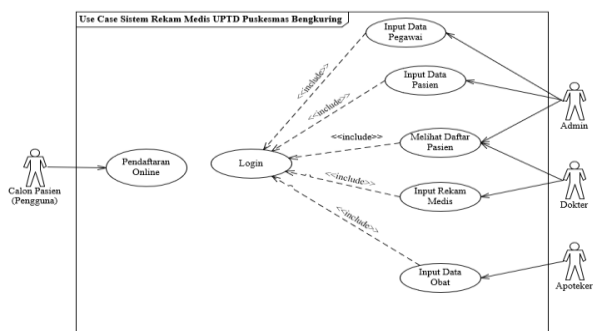 Use Case Sistem Rekam Medis UPTD Puskesmas Bengkuring
Input Data
Pegawai
<<include>>
Input Data
Pasien
<<include>>
Admin
<<include>>
Melihat Daftar
Pasien
Pendaftaran
Online
Login
Calon Pasien
(Pengguna)
<<include>>
Input Rekam
Medis
Dokter
<<include>>
Input Data
Obat
Apoteker